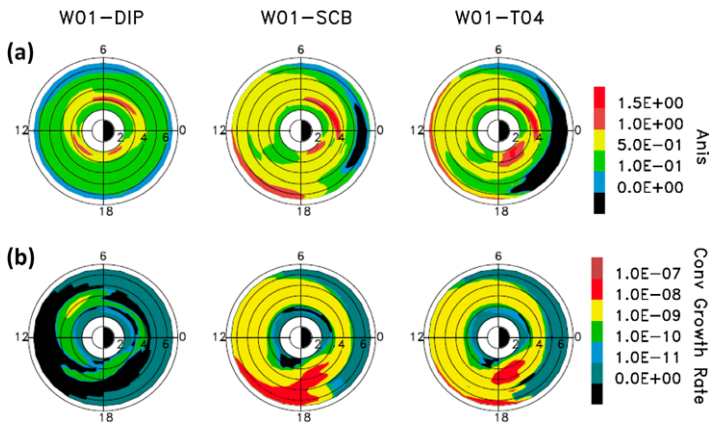 W01-DIP W01-SCB W01-T04
(a)
6 6 6
12 2 4 6 12 2 4 6 0 12 2 4 6 0
18 18 18
1.5E+00
1.0E+00
5.0E-01
1.0E-01
0.0E+00
Anis
(b)
6 6 6
12 2 4 6 0 12 2 4 6 0 12 2 4 6 0
18 18 18
1.0E-07
1.0E-08
1.0E-09
1.0E-10
1.0E-11
0.0E+00
Conv Growth Rate